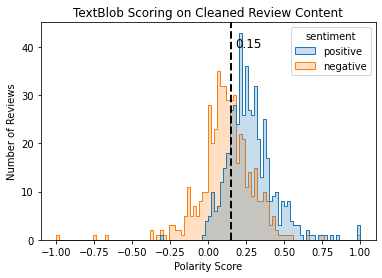 TextBlob Scoring on Cleaned Review Content
sentiment
positive
negative
0.15
Number of Reviews
40
30
20
10
0
−1.00
−0.75
−0.50
−0.25
0.00
0.25
0.50
0.75
1.00
Polarity Score